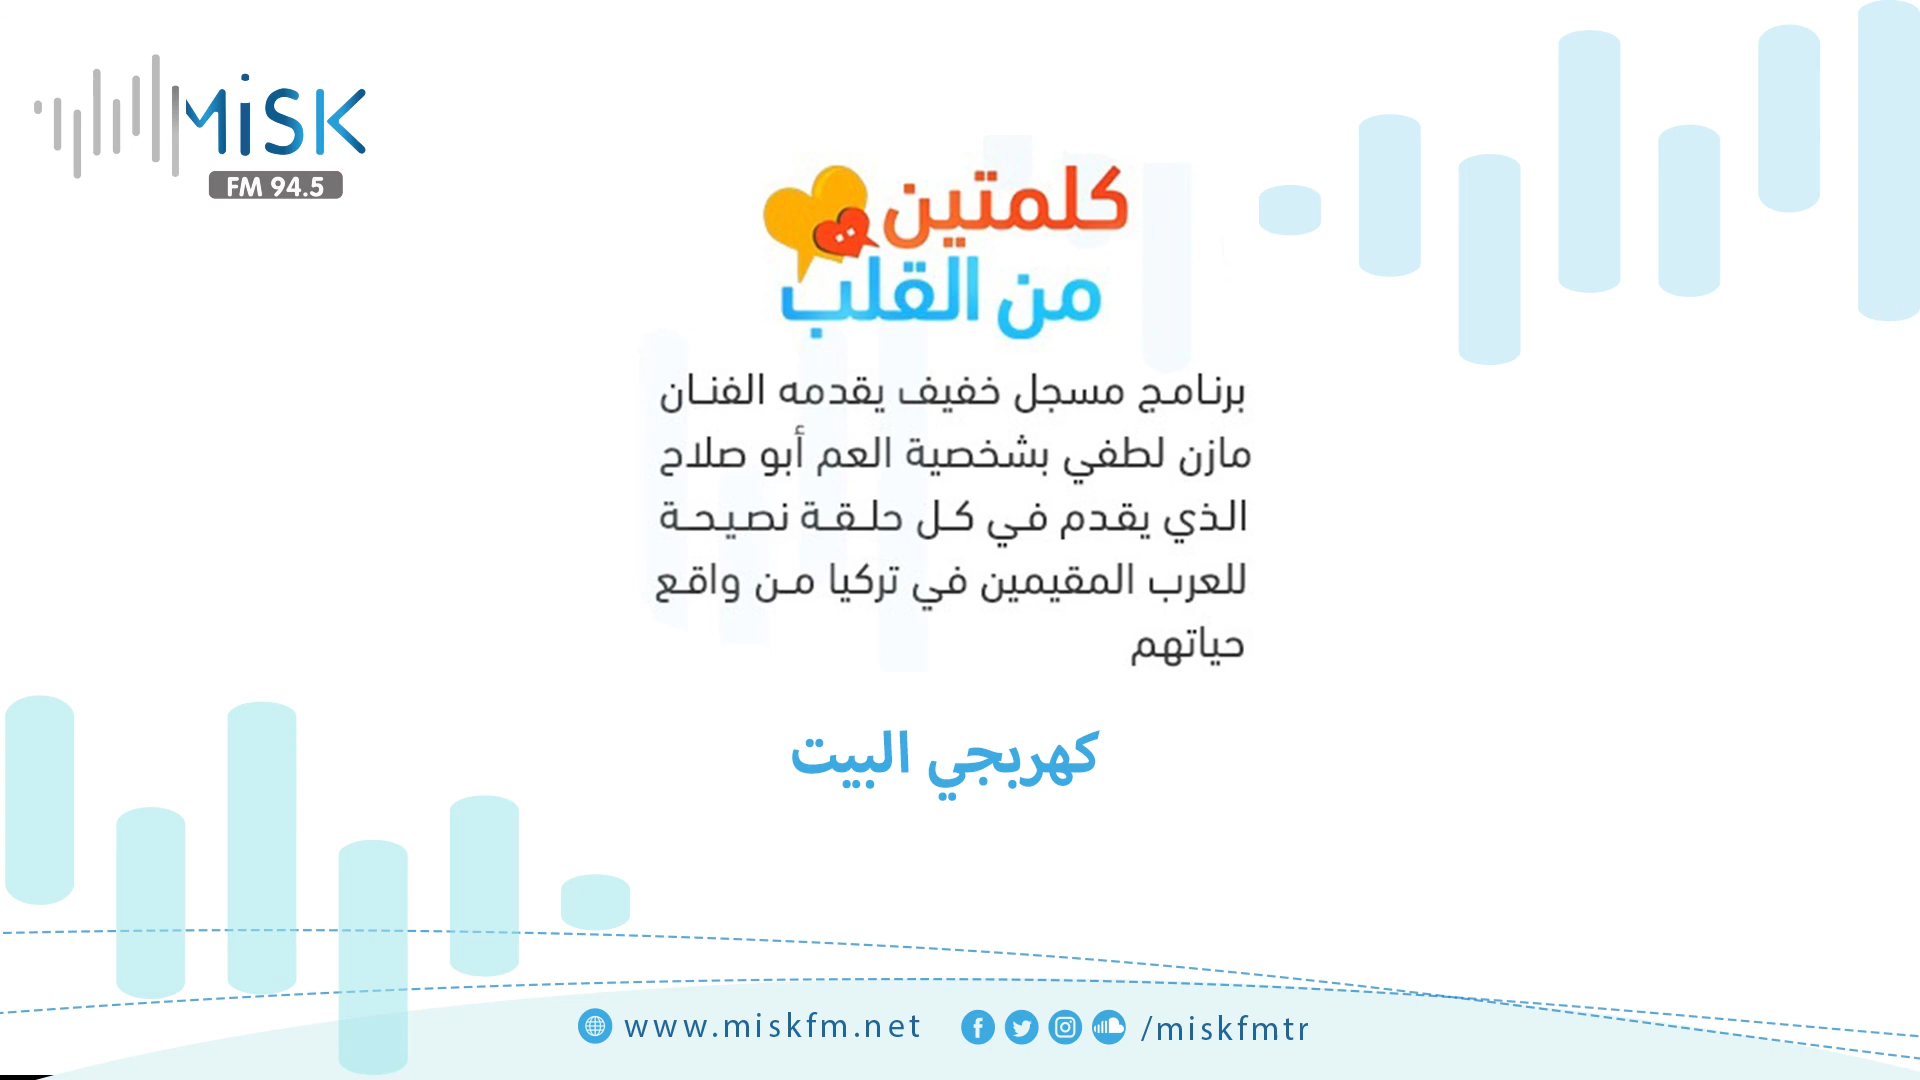 MiSK
FM 94.5
كلمتين
من القلب
برنامج مسجل خفيف يقدمه الفنان
مازن لطفي بشخصية العم أبو صلاح
الذي يقدم في كل حلقة نصيحة
للعرب المقيمين في تركيا من واقع
حياتهم
كهربجي البيت
www.miskfm.net /miskfmtr